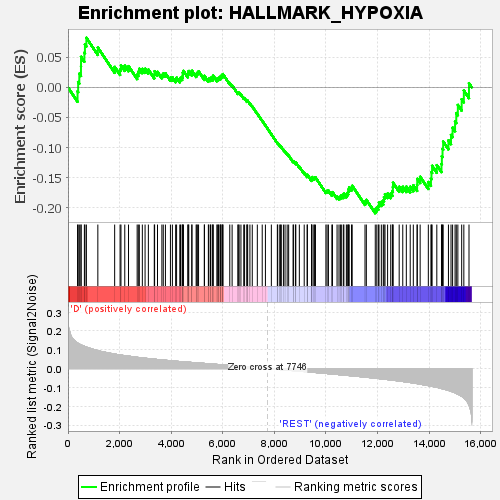 Enrichment plot: HALLMARK_HYPOXIA
Enrichment score (ES)
0.05
0.00
-0.05
-0.10
-0.15
-0.20
'D' (positively correlated)
Ranked list metric (Signal2Noise)
0.3
0.2
0.1
0.0
-0.1
-0.2
-0.3
Zero cross at 7746
'REST' (negatively correlated)
0
2,000
4,000
6,000
8,000
10,000
12,000
14,000
16,000
Rank in Ordered Dataset
Enrichment profile
Hits
Ranking metric scores